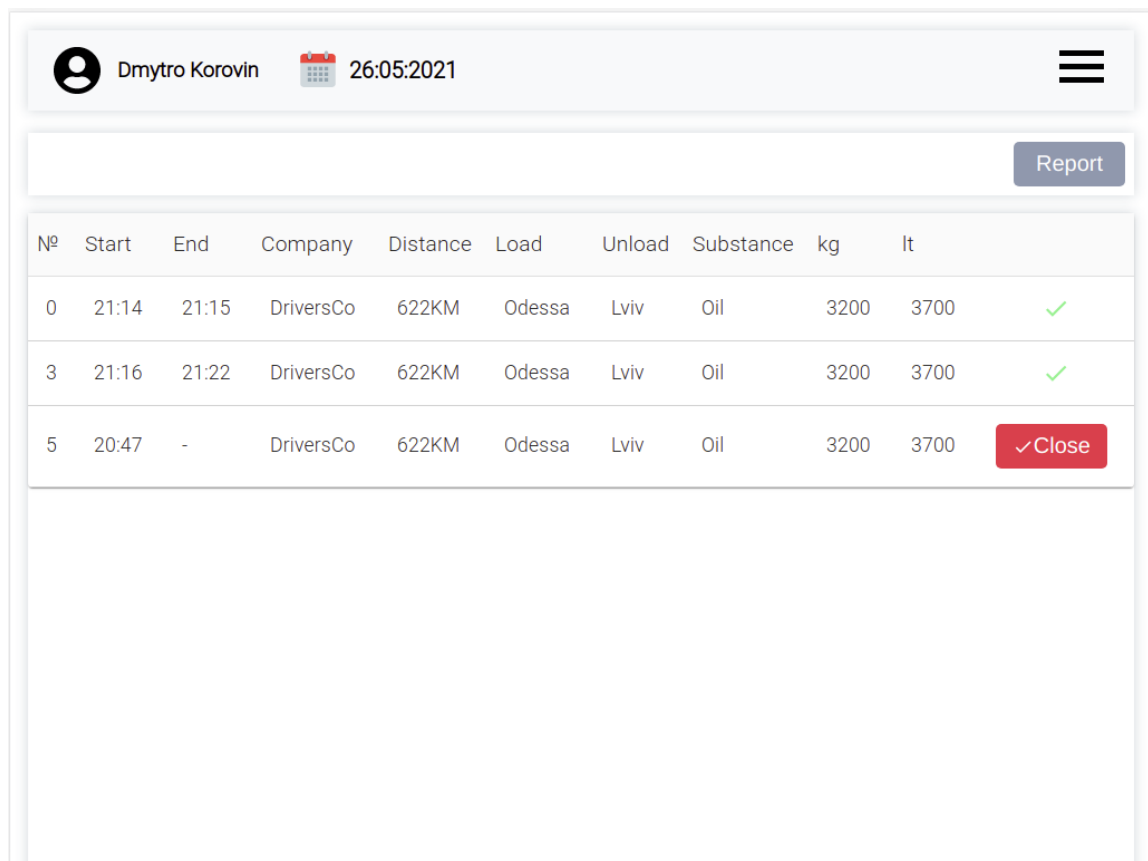 Dmytro Korovin 26:05:2021
Report
Nº Start End Company Distance Load Unload Substance kg lt
0 21:14 21:15 DriversCo 622KM Odessa Lviv Oil 3200 3700
3 21:16 21:22 DriversCo 622KM Odessa Lviv Oil 3200 3700
5 20:47 - DriversCo 622KM Odessa Lviv Oil 3200 3700 Close